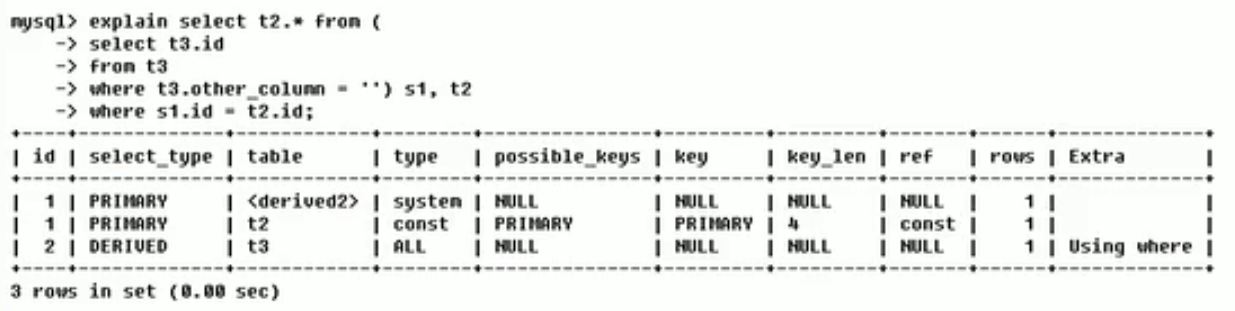 mysql> explain select t2.* from (
    -> select t3.id
    -> from t3
    -> where t3.other_column = '') s1, t2
    -> where s1.id = t2.id;
+----+-------------+------------+--------+---------------+---------+---------+-------+------+-------------+
| id | select_type | table      | type   | possible_keys | key     | key_len | ref   | rows | Extra       |
+----+-------------+------------+--------+---------------+---------+---------+-------+------+-------------+
|  1 | PRIMARY     | <derived2> | system | NULL          | NULL    | NULL    | NULL  |    1 |             |
|  1 | PRIMARY     | t2         | const  | PRIMARY       | PRIMARY | 4       | const |    1 |             |
|  2 | DERIVED     | t3         | ALL    | NULL          | NULL    | NULL    | NULL  |    1 | Using where |
+----+-------------+------------+--------+---------------+---------+---------+-------+------+-------------+
3 rows in set (0.00 sec)